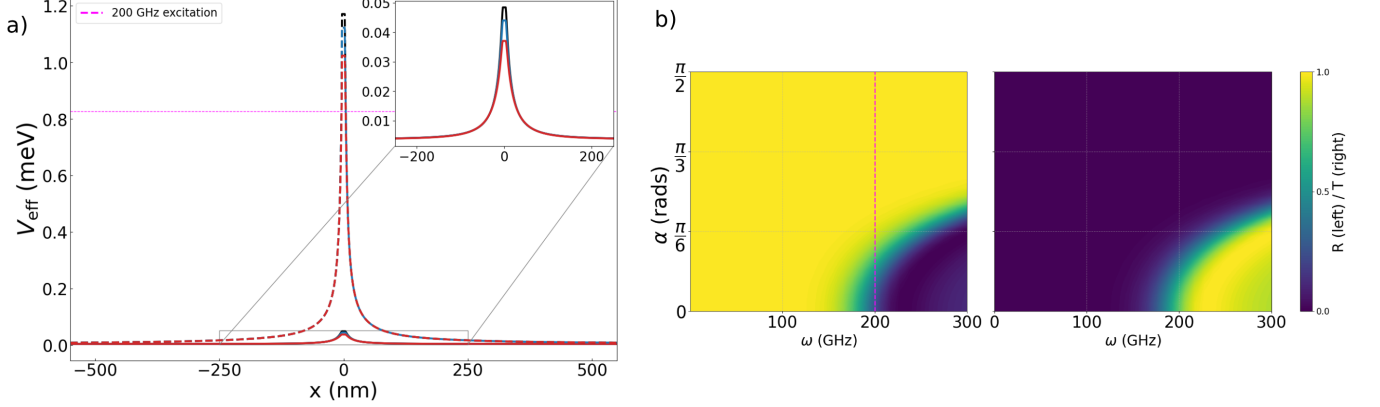 a)
200 GHz excitation
1.2
1.0
0.8
0.6
0.4
0.2
0.0
V_eff (meV)
−500
−250
0
250
500
x (nm)
0.05
0.04
0.03
0.02
0.01
−200
0
200
b)
α (rads)
π/2
π/3
π/6
0
100
200
300
ω (GHz)
0
100
200
300
ω (GHz)
1.0
0.5
0.0
R (left) / T (right)